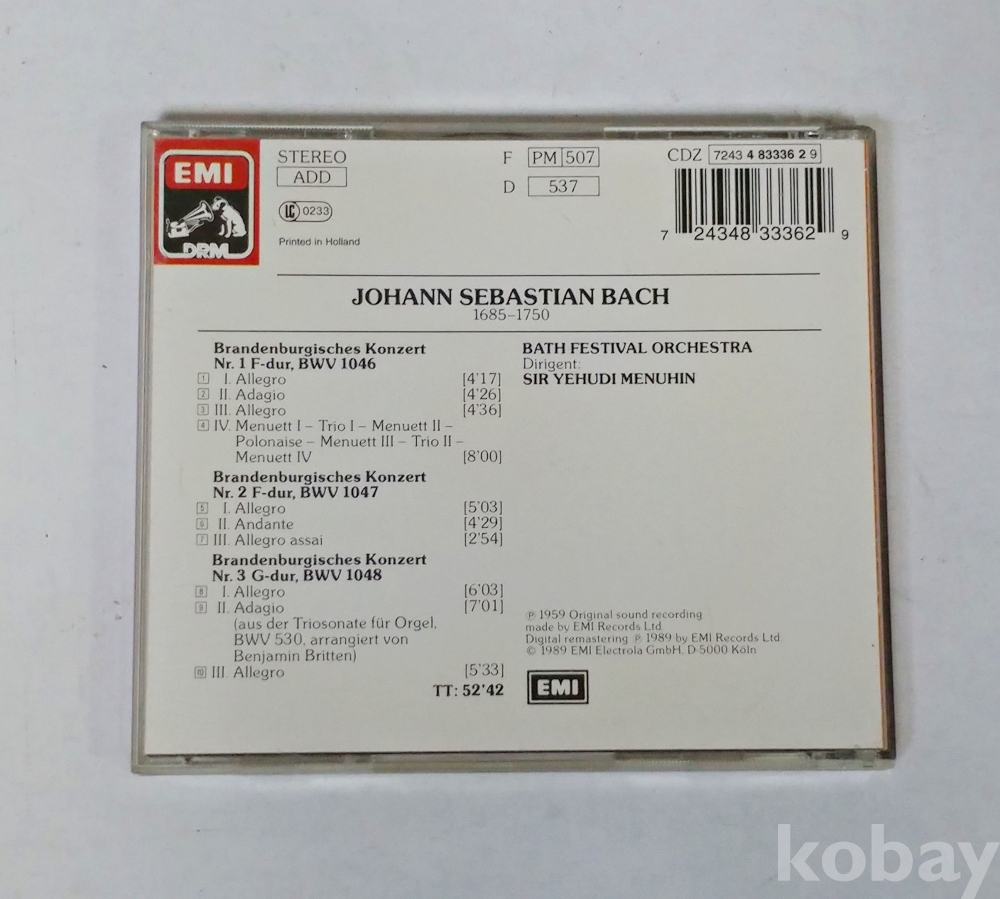 EMI
DRM
STEREO
ADD
LC 0233
Printed in Holland
F PM 507
D 537
CDZ 7243 4 83336 2 9
7 24348 33362 9
JOHANN SEBASTIAN BACH
1685–1750
Brandenburgisches Konzert
Nr. 1 F-dur, BWV 1046
1 I. Allegro [4'17]
2 II. Adagio [4'26]
3 III. Allegro [4'36]
4 IV. Menuett I – Trio I – Menuett II –
Polonaise – Menuett III – Trio II –
Menuett IV [8'00]
Brandenburgisches Konzert
Nr. 2 F-dur, BWV 1047
5 I. Allegro [5'03]
6 II. Andante [4'29]
7 III. Allegro assai [2'54]
Brandenburgisches Konzert
Nr. 3 G-dur, BWV 1048
8 I. Allegro [6'03]
9 II. Adagio [7'01]
(aus der Triosonate für Orgel,
BWV 530, arrangiert von
Benjamin Britten)
10 III. Allegro [5'33]
TT: 52'42
BATH FESTIVAL ORCHESTRA
Dirigent:
SIR YEHUDI MENUHIN
℗ 1959 Original sound recording
made by EMI Records Ltd.
Digital remastering ℗ 1989 by EMI Records Ltd.
© 1989 EMI Electrola GmbH, D-5000 Köln
EMI
kobay